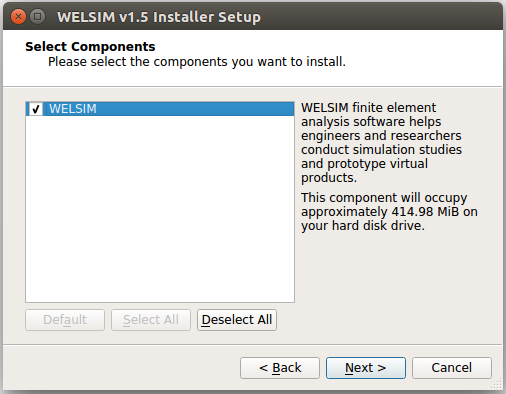 WELSIM v1.5 Installer Setup
Select Components
Please select the components you want to install.
WELSIM
WELSIM finite element
analysis software helps
engineers and researchers
conduct simulation studies
and prototype virtual
products.
This component will occupy
approximately 414.98 MiB on
your hard disk drive.
Default
Select All
Deselect All
< Back
Next >
Cancel